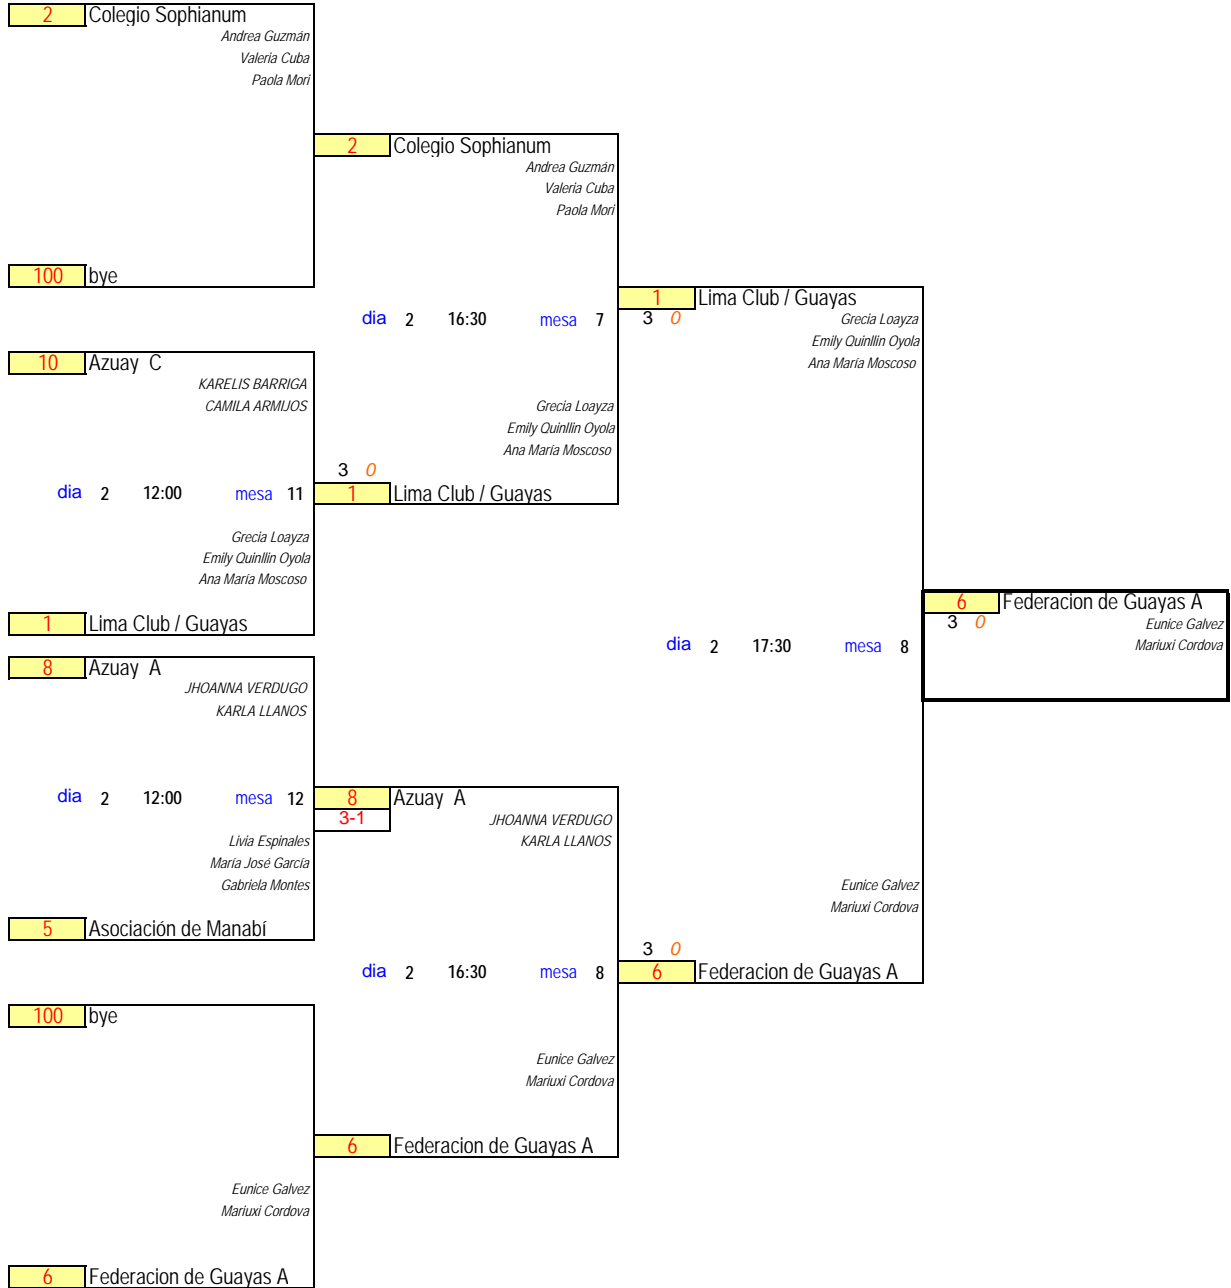 2 Colegio Sophianum
Andrea Guzmán
Valeria Cuba
Paola Mori
2 Colegio Sophianum
Andrea Guzmán
Valeria Cuba
Paola Mori
100 bye
1 Lima Club / Guayas
dia 2 16:30 mesa 7 3 0 Grecia Loayza
Emily Quinllin Oyola
Ana María Moscoso
10 Azuay C
KARELIS BARRIGA
CAMILA ARMIJOS
Grecia Loayza
Emily Quinllin Oyola
Ana María Moscoso
3 0
dia 2 12:00 mesa 11 1 Lima Club / Guayas
Grecia Loayza
Emily Quinllin Oyola
Ana María Moscoso
6 Federacion de Guayas A
1 Lima Club / Guayas
3 0 Eunice Galvez
dia 2 17:30 mesa 8 Mariuxi Cordova
8 Azuay A
JHOANNA VERDUGO
KARLA LLANOS
dia 2 12:00 mesa 12 8 Azuay A
3-1 JHOANNA VERDUGO
KARLA LLANOS
Livia Espinales
María José García
Gabriela Montes
Eunice Galvez
Mariuxi Cordova
5 Asociación de Manabí
3 0
dia 2 16:30 mesa 8 6 Federacion de Guayas A
100 bye
Eunice Galvez
Mariuxi Cordova
6 Federacion de Guayas A
Eunice Galvez
Mariuxi Cordova
6 Federacion de Guayas A